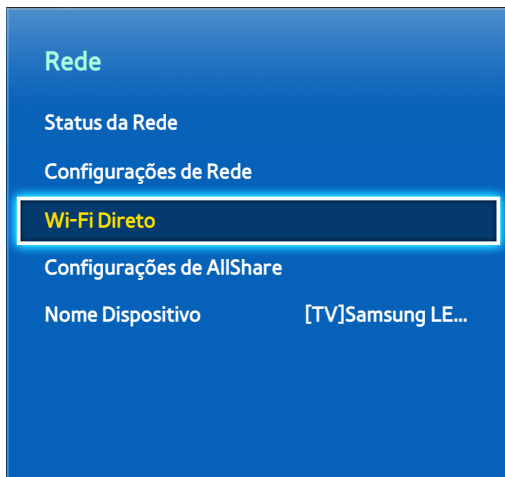 Rede
Status da Rede
Configurações de Rede
Wi-Fi Direto
Configurações de AllShare
Nome Dispositivo [TV]Samsung LE...